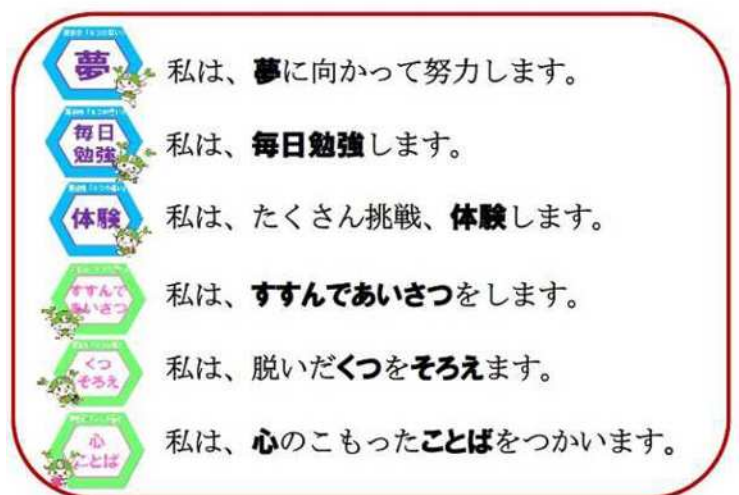 夢
私は、夢に向かって努力します。
毎日
勉強
私は、毎日勉強します。
体験
私は、たくさん挑戦、体験します。
すすんで
あいさつ
私は、すすんであいさつをします。
くつ
そろえ
私は、脱いだくつをそろえます。
心
ことば
私は、心のこもったことばをつかいます。